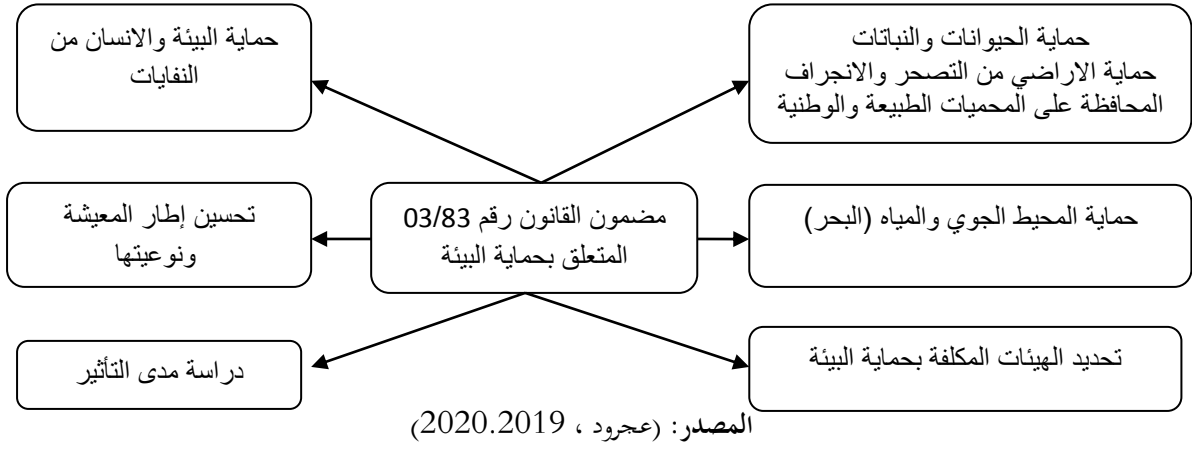 حماية الحيوانات والنباتات
حماية الاراضي من التصحر والانجراف
المحافظة على المحميات الطبيعة والوطنية
حماية البيئة والانسان من
النفايات
حماية المحيط الجوي والمياه (البحر)
مضمون القانون رقم 03/83
المتعلق بحماية البيئة
تحسين إطار المعيشة
ونوعيتها
تحديد الهيئات المكلفة بحماية البيئة
دراسة مدى التأثير
المصدر: (عجرود ، 2020.2019)